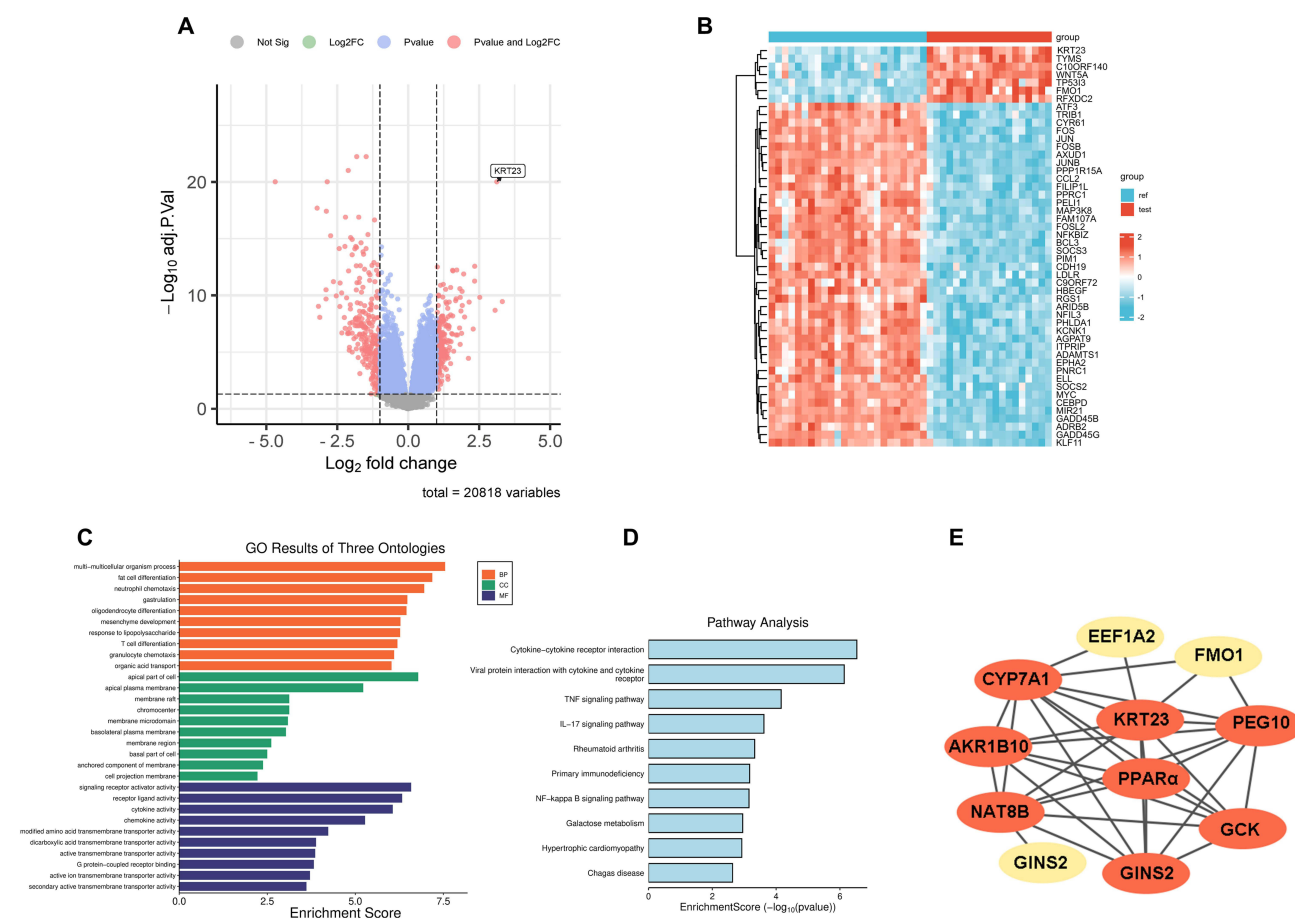 A
Not Sig
Log2FC
Pvalue
Pvalue and Log2FC
−Log10 adj.P.Val
20
10
0
KRT23
-5.0
-2.5
0.0
2.5
5.0
Log2 fold change
total = 20818 variables
B
group
KRT23
TYMS
C10ORF140
WNT5A
TP53I3
FMO1
RFXDC2
ATF3
TRIB1
CYR61
FOS
JUN
FOSB
AXUD1
JUNB
PPP1R15A
CCL2
FILIP1L
PPRC1
PELI1
MAP3K8
FAM107A
FOSL2
NFKBIZ
BCL3
SOCS3
PIM1
CDH19
LDLR
C9ORF72
HBEGF
RGS1
ARID5B
NFIL3
PHLDA1
KCNK1
AGPAT9
ITPRIP
ADAMTS1
EPHA2
PNRC1
ELL
SOCS2
MYC
CEBPD
MIR21
GADD45B
ADRB2
GADD45G
KLF11
group
ref
test
2
1
0
-1
-2
C
GO Results of Three Ontologies
multi−multicellular organism process
fat cell differentiation
neutrophil chemotaxis
gastrulation
oligodendrocyte differentiation
mesenchyme development
response to lipopolysaccharide
T cell differentiation
granulocyte chemotaxis
organic acid transport
apical part of cell
apical plasma membrane
membrane raft
chromocenter
membrane microdomain
basolateral plasma membrane
membrane region
basal part of cell
anchored component of membrane
cell projection membrane
signaling receptor activator activity
receptor ligand activity
cytokine activity
chemokine activity
modified amino acid transmembrane transporter activity
dicarboxylic acid transmembrane transporter activity
active transmembrane transporter activity
G protein−coupled receptor binding
active ion transmembrane transporter activity
secondary active transmembrane transporter activity
0.0
2.5
5.0
7.5
Enrichment Score
BP
CC
MF
D
Pathway Analysis
Cytokine−cytokine receptor interaction
Viral protein interaction with cytokine and cytokine
receptor
TNF signaling pathway
IL−17 signaling pathway
Rheumatoid arthritis
Primary immunodeficiency
NF−kappa B signaling pathway
Galactose metabolism
Hypertrophic cardiomyopathy
Chagas disease
0
2
4
6
EnrichmentScore (−log10(pvalue))
E
EEF1A2
FMO1
CYP7A1
KRT23
PEG10
AKR1B10
PPARα
NAT8B
GCK
GINS2
GINS2